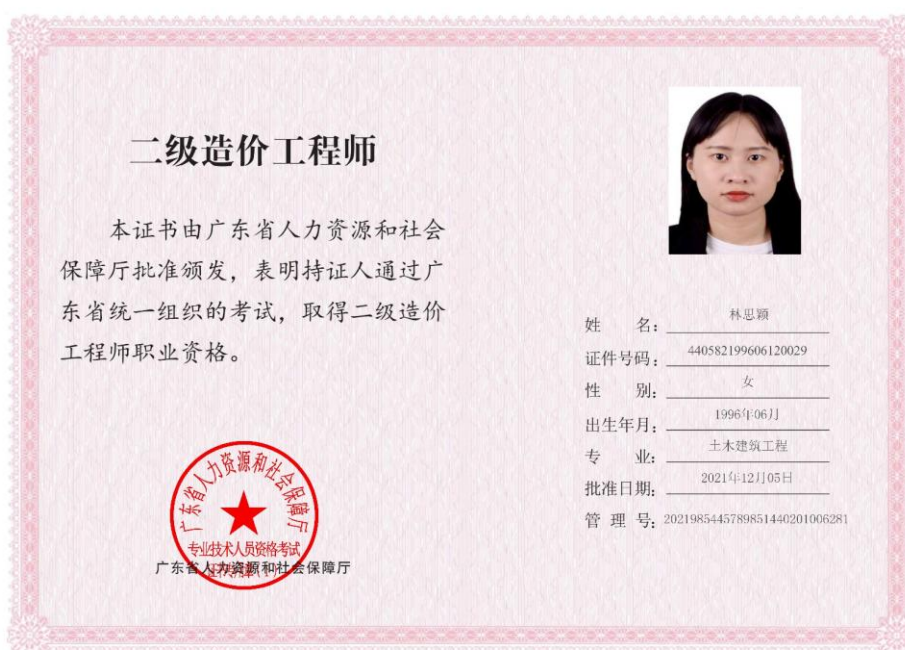 二级造价工程师
本证书由广东省人力资源和社会
保障厅批准颁发，表明持证人通过广
东省统一组织的考试，取得二级造价
工程师职业资格。
广东省人力资源和社会保障厅
专业技术人员资格考试
广东省人力资源和社会保障厅
姓 名：林思颖
证件号码：440582199606120029
性 别：女
出生年月：1996年06月
专 业：土木建筑工程
批准日期：2021年12月05日
管 理 号：20219854457898514402010062​81